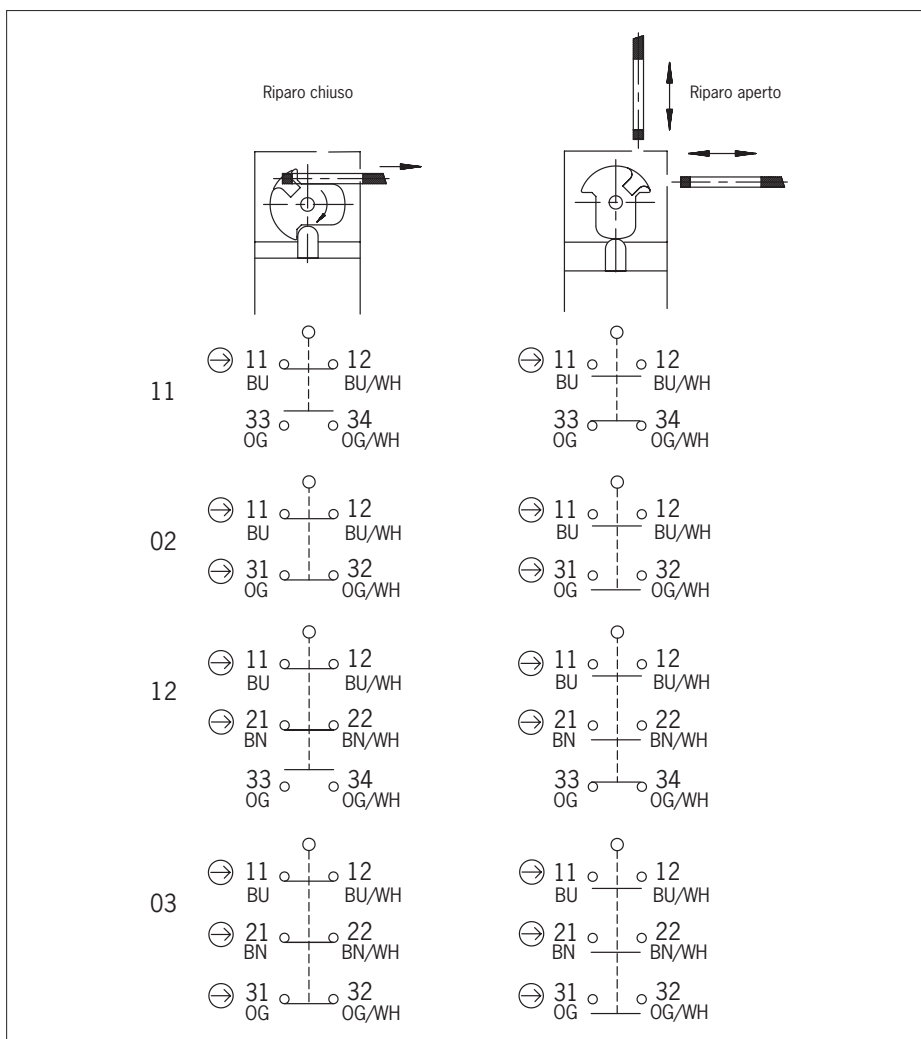 Riparo chiuso
Riparo aperto
11
11 12
BU BU/WH
33 34
OG OG/WH
11 12
BU BU/WH
33 34
OG OG/WH
02
11 12
BU BU/WH
31 32
OG OG/WH
11 12
BU BU/WH
31 32
OG OG/WH
12
11 12
BU BU/WH
21 22
BN BN/WH
33 34
OG OG/WH
11 12
BU BU/WH
21 22
BN BN/WH
33 34
OG OG/WH
03
11 12
BU BU/WH
21 22
BN BN/WH
31 32
OG OG/WH
11 12
BU BU/WH
21 22
BN BN/WH
31 32
OG OG/WH